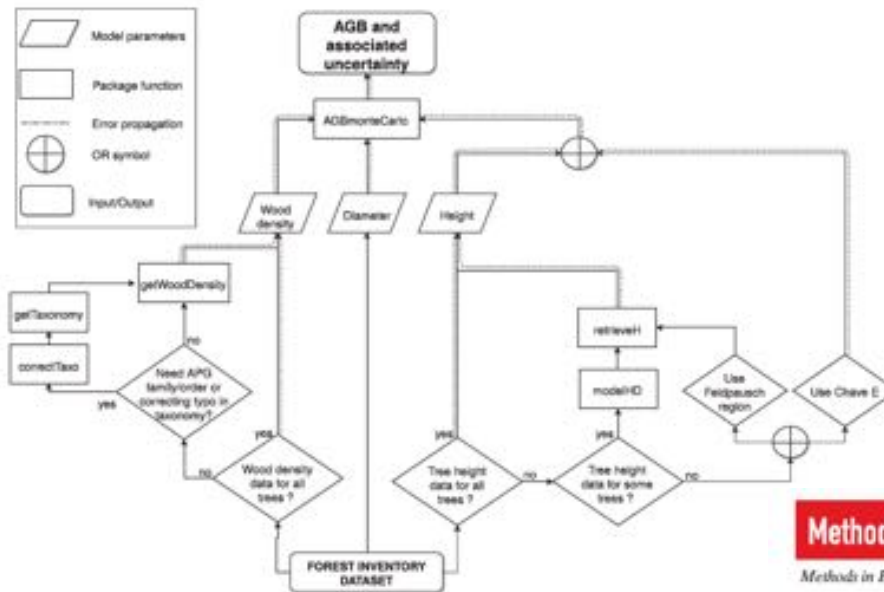 Model parameters
Package function
Error propagation
OR symbol
Input/Output
AGB and
associated
uncertainty
AGBmonteCarlo
Wood
density
Diameter
Height
getWoodDensity
getTaxonomy
correctTaxo
retrieveH
modelHD
no
Need APG
family/order or
correcting typo in
taxonomy?
yes
Use
Feldpausch
region
Use Chave E
yes
yes
yes
no
Wood density
data for all
trees ?
Tree height
data for all
trees ?
no
Tree height
data for some
trees ?
no
FOREST INVENTORY
DATASET
Method
Methods in E